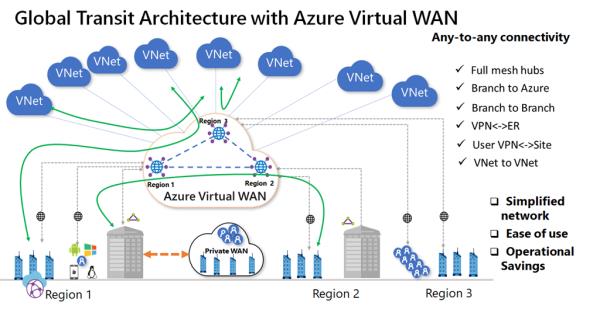 Global Transit Architecture with Azure Virtual WAN
Any-to-any connectivity
VNet
VNet
VNet
VNet
VNet
VNet
VNet
VNet
✓ Full mesh hubs
✓ Branch to Azure
✓ Branch to Branch
✓ VPN<->ER
✓ User VPN<->Site
✓ VNet to VNet
Region 3
Region 1
Region 2
Azure Virtual WAN
❑ Simplified
network
❑ Ease of use
❑ Operational
Savings
Private WAN
Region 1
Region 2
Region 3